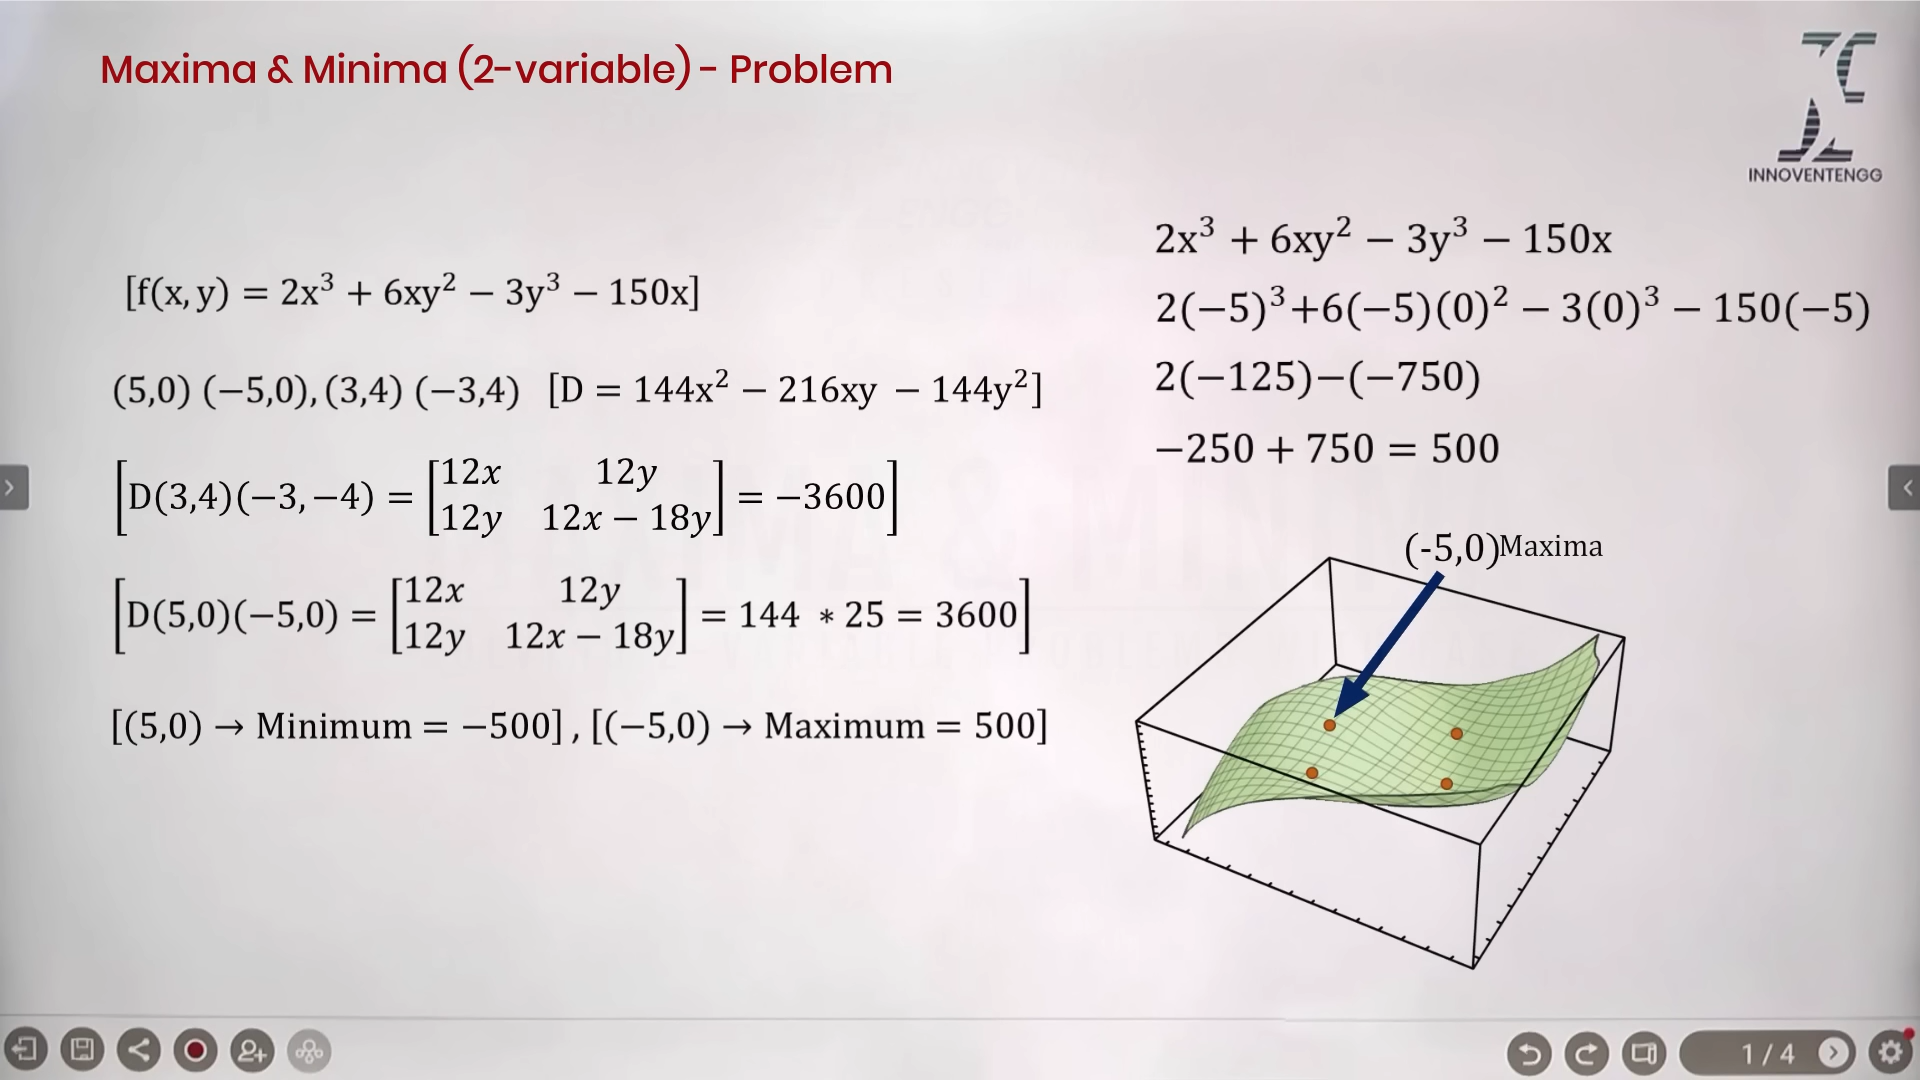 Maxima & Minima (2-variable) - Problem
INNOVENTENGG
[f(x, y) = 2x³ + 6xy² − 3y³ − 150x]
(5,0) (−5,0), (3,4) (−3,4) [D = 144x² − 216xy − 144y²]
[D(3,4)(−3,−4) = [12x 12y
12y 12x − 18y] = −3600]
[D(5,0)(−5,0) = [12x 12y
12y 12x − 18y] = 144 ∗ 25 = 3600]
[(5,0) → Minimum = −500] , [(−5,0) → Maximum = 500]
2x³ + 6xy² − 3y³ − 150x
2(−5)³+6(−5)(0)² − 3(0)³ − 150(−5)
2(−125)−(−750)
−250 + 750 = 500
(-5,0)Maxima
1 / 4